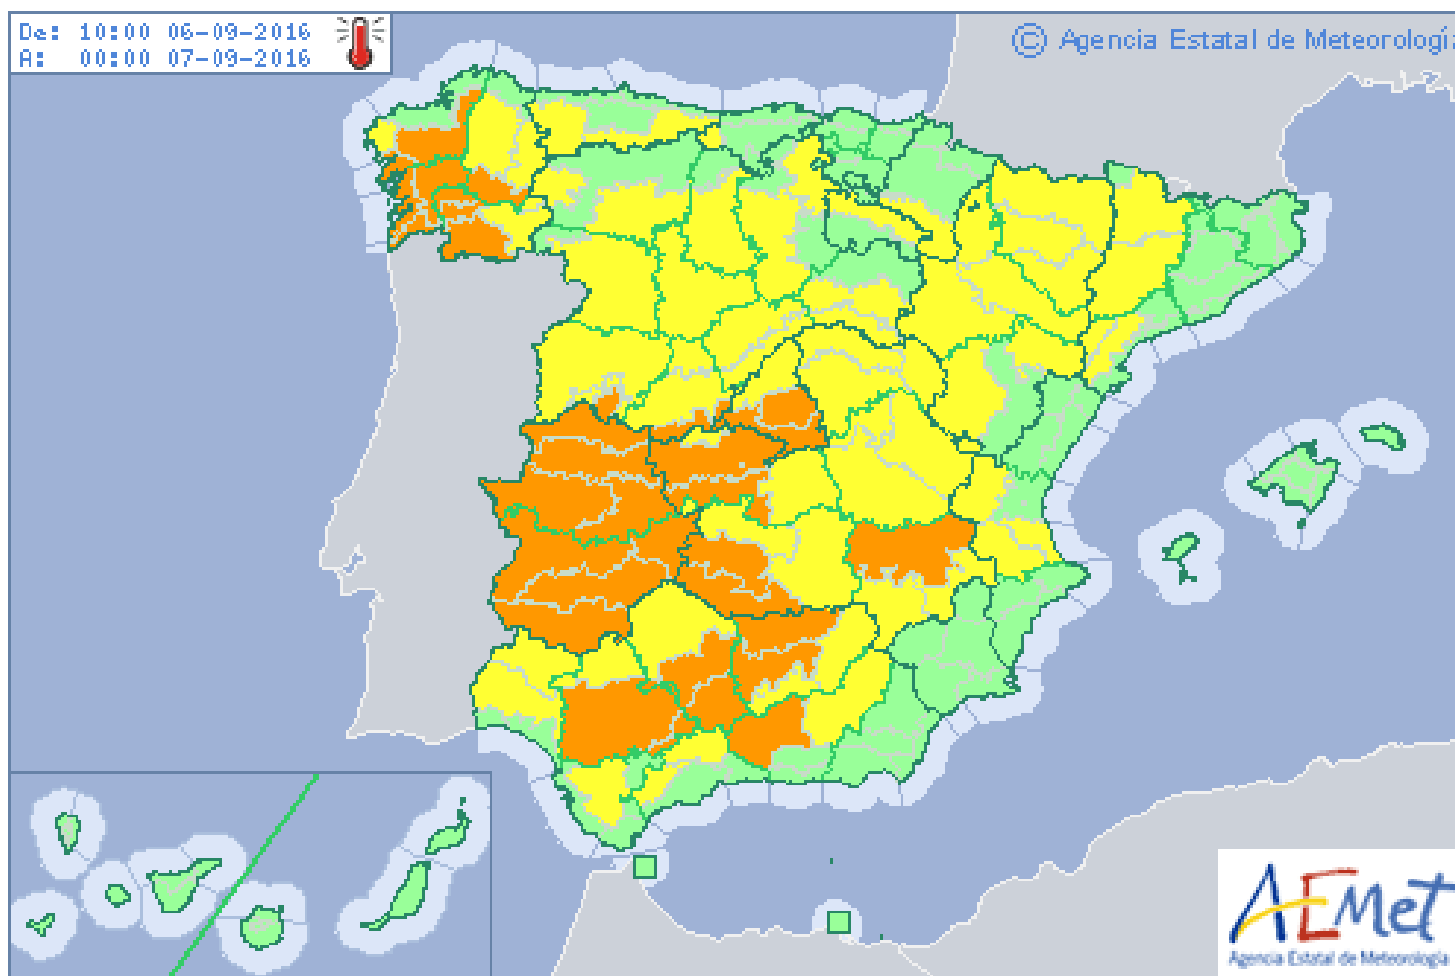 De: 10:00 06-09-2016
A: 00:00 07-09-2016
© Agencia Estatal de Meteorología
AEMet
Agencia Estatal de Meteorología